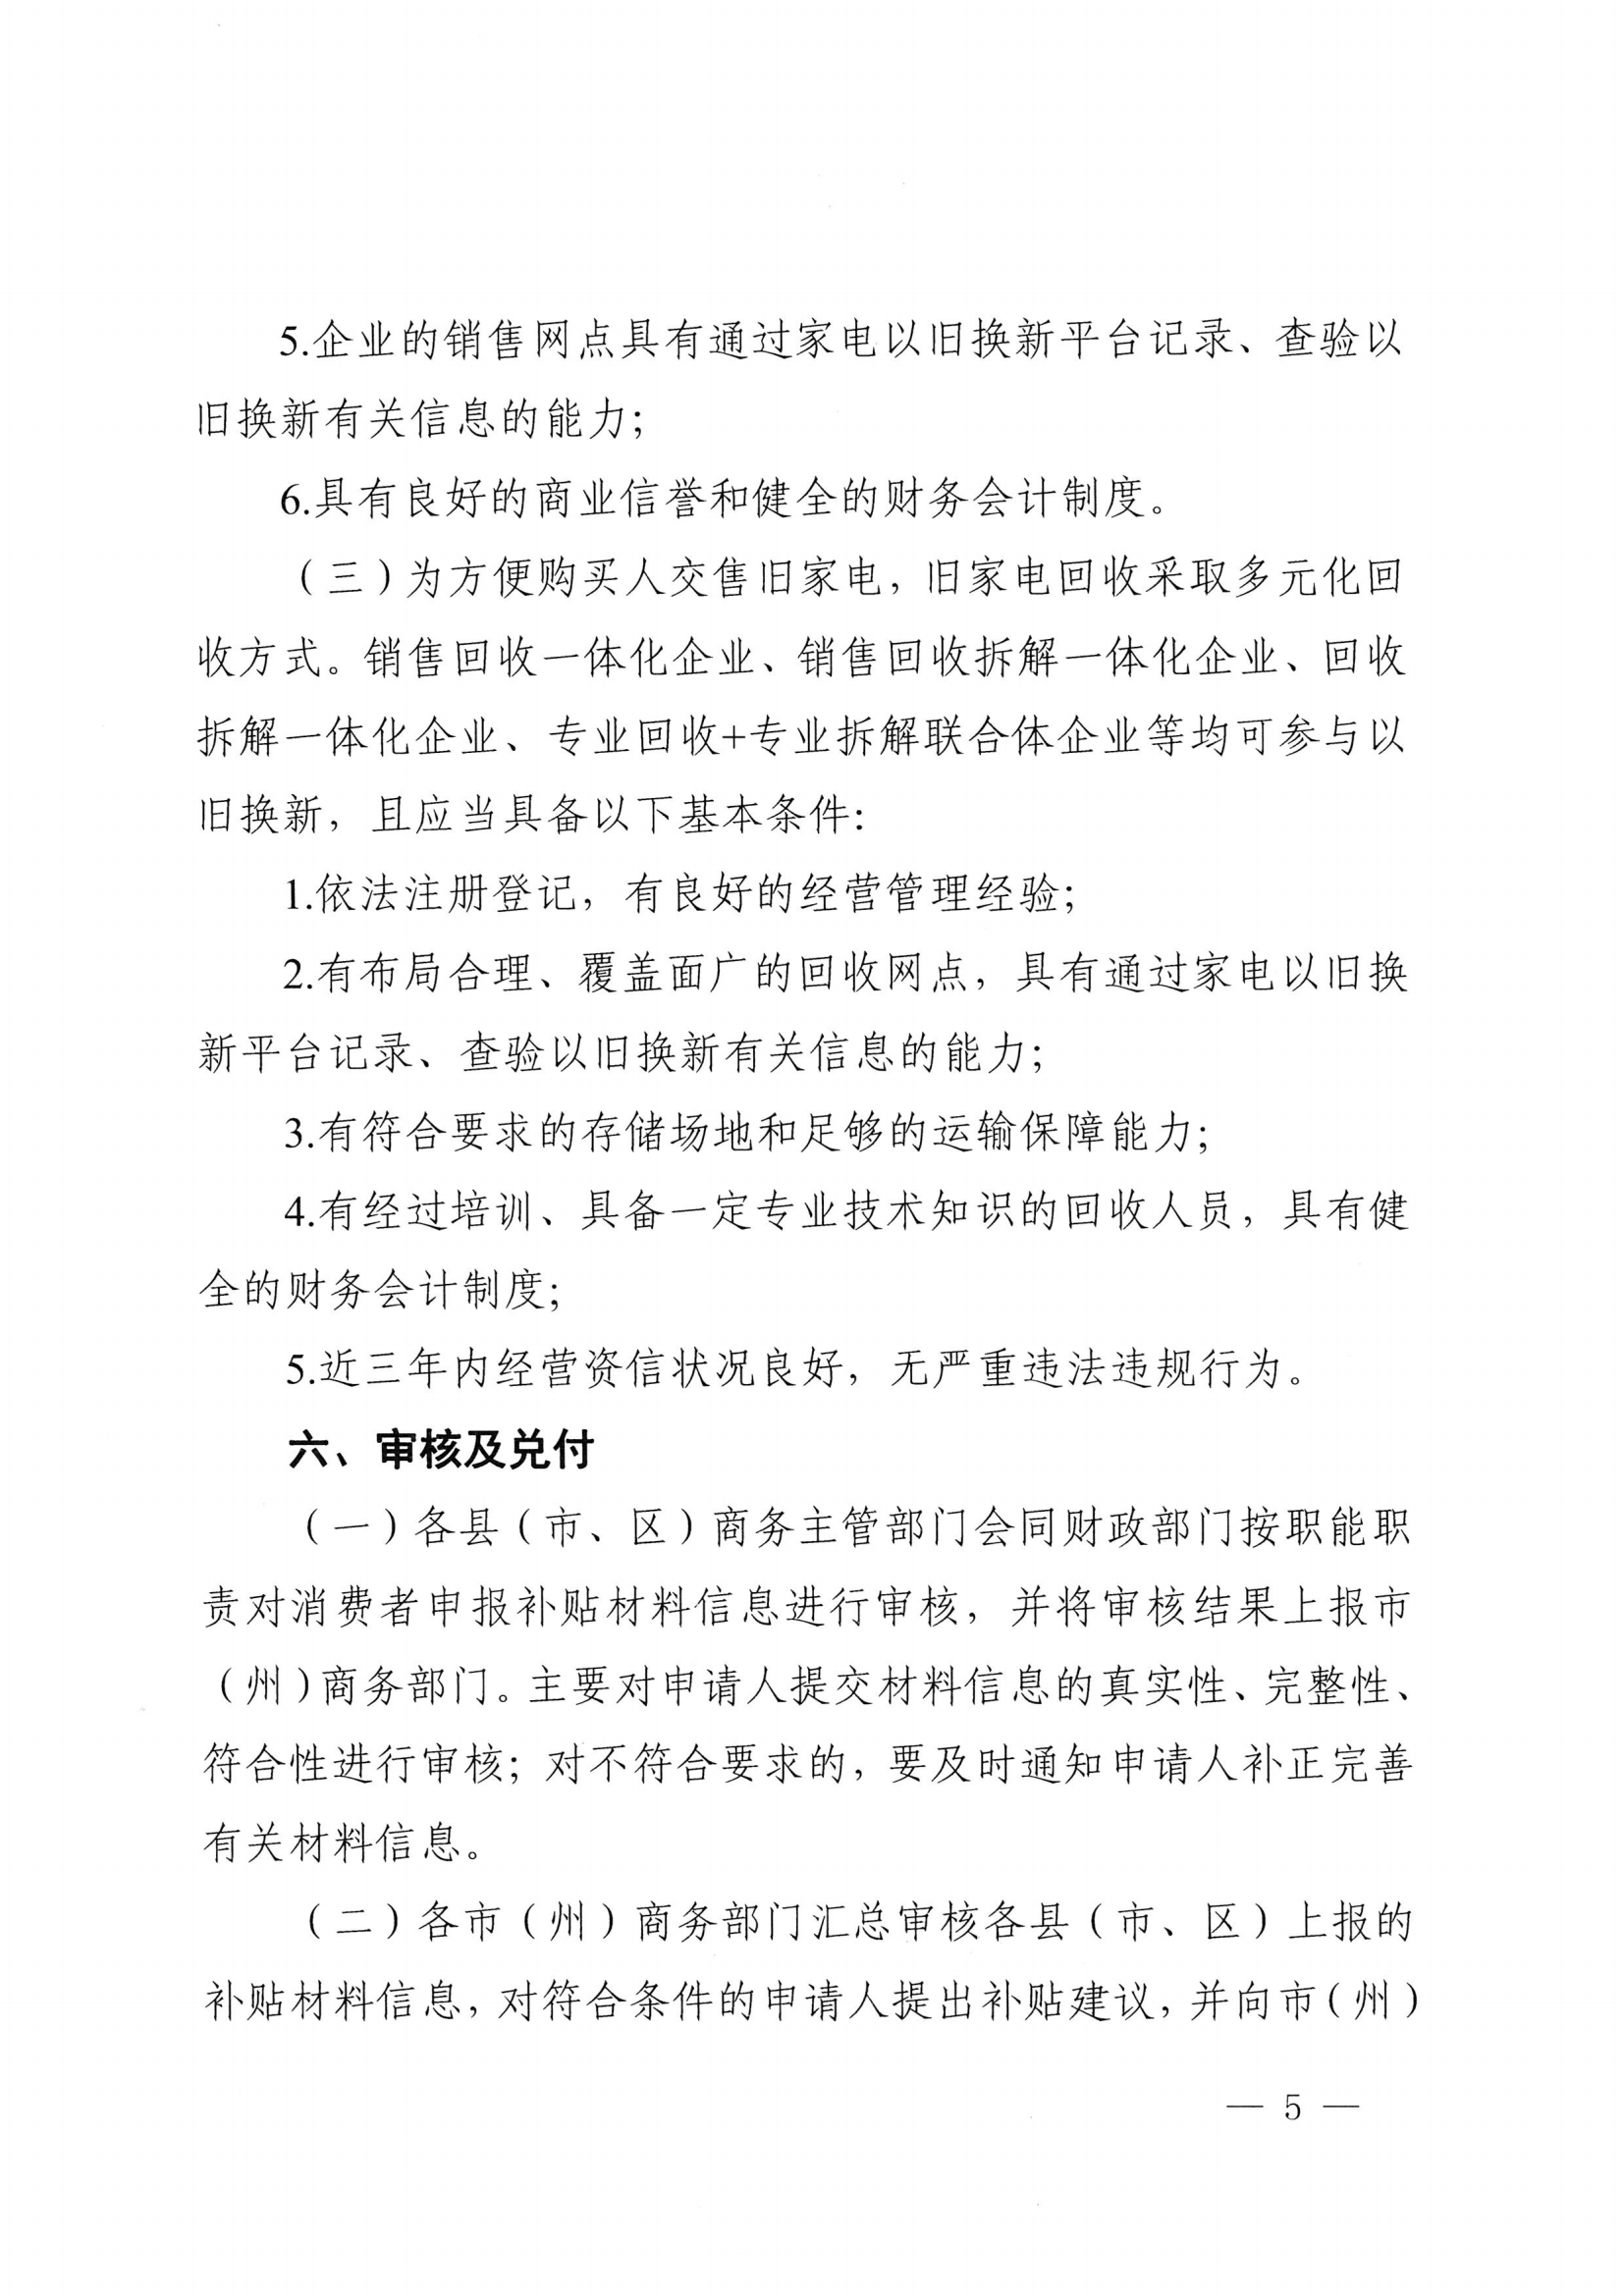 5.企业的销售网点具有通过家电以旧换新平台记录、查验以
旧换新有关信息的能力；
6.具有良好的商业信誉和健全的财务会计制度。
（三）为方便购买人交售旧家电，旧家电回收采取多元化回
收方式。销售回收一体化企业、销售回收拆解一体化企业、回收
拆解一体化企业、专业回收+专业拆解联合体企业等均可参与以
旧换新，且应当具备以下基本条件：
1.依法注册登记，有良好的经营管理经验；
2.有布局合理、覆盖面广的回收网点，具有通过家电以旧换
新平台记录、查验以旧换新有关信息的能力；
3.有符合要求的存储场地和足够的运输保障能力；
4.有经过培训、具备一定专业技术知识的回收人员，具有健
全的财务会计制度；
5.近三年内经营资信状况良好，无严重违法违规行为。
六、审核及兑付
（一）各县（市、区）商务主管部门会同财政部门按职能职
责对消费者申报补贴材料信息进行审核，并将审核结果上报市
（州）商务部门。主要对申请人提交材料信息的真实性、完整性、
符合性进行审核；对不符合要求的，要及时通知申请人补正完善
有关材料信息。
（二）各市（州）商务部门汇总审核各县（市、区）上报的
补贴材料信息，对符合条件的申请人提出补贴建议，并向市（州）
— 5 —